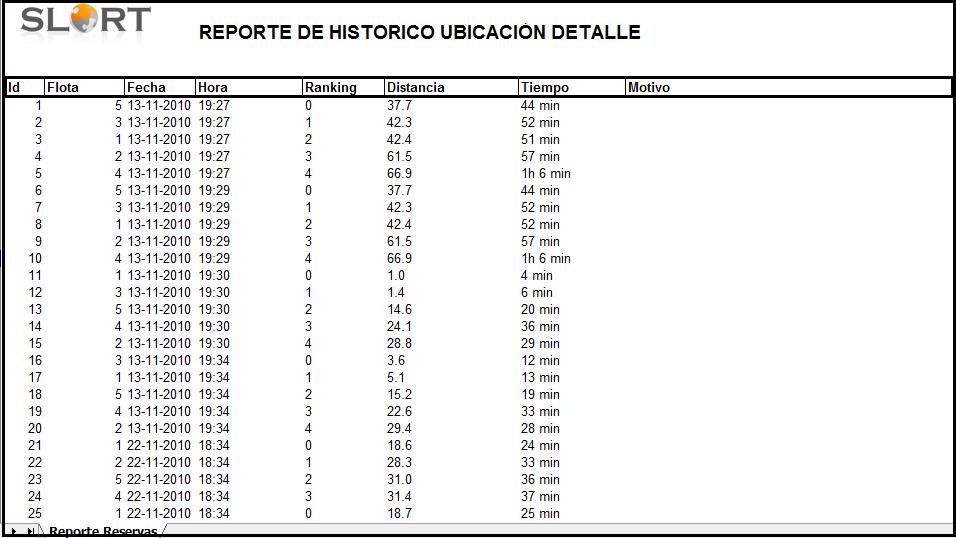 SLORT
REPORTE DE HISTORICO UBICACIÓN DETALLE
Id Flota Fecha Hora Ranking Distancia Tiempo Motivo
1 5 13-11-2010 19:27 0 37.7 44 min
2 3 13-11-2010 19:27 1 42.3 52 min
3 1 13-11-2010 19:27 2 42.4 51 min
4 2 13-11-2010 19:27 3 61.5 57 min
5 4 13-11-2010 19:27 4 66.9 1h 6 min
6 5 13-11-2010 19:29 0 37.7 44 min
7 3 13-11-2010 19:29 1 42.3 52 min
8 1 13-11-2010 19:29 2 42.4 52 min
9 2 13-11-2010 19:29 3 61.5 57 min
10 4 13-11-2010 19:29 4 66.9 1h 6 min
11 1 13-11-2010 19:30 0 1.0 4 min
12 3 13-11-2010 19:30 1 1.4 6 min
13 5 13-11-2010 19:30 2 14.6 20 min
14 4 13-11-2010 19:30 3 24.1 36 min
15 2 13-11-2010 19:30 4 28.8 29 min
16 3 13-11-2010 19:34 0 3.6 12 min
17 1 13-11-2010 19:34 1 5.1 13 min
18 5 13-11-2010 19:34 2 15.2 19 min
19 4 13-11-2010 19:34 3 22.6 33 min
20 2 13-11-2010 19:34 4 29.4 28 min
21 1 22-11-2010 18:34 0 18.6 24 min
22 2 22-11-2010 18:34 1 28.3 33 min
23 5 22-11-2010 18:34 2 31.0 36 min
24 4 22-11-2010 18:34 3 31.4 37 min
25 1 22-11-2010 18:34 0 18.7 25 min
Reporte Reservas